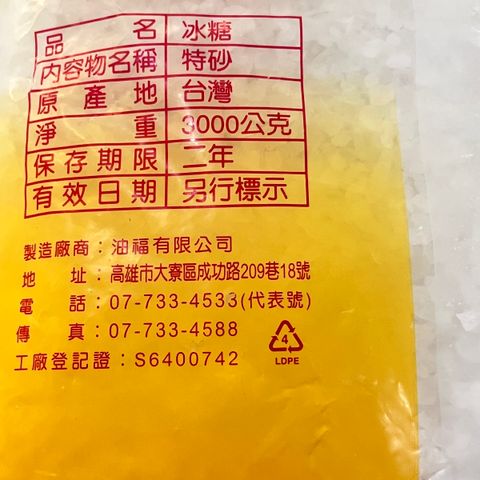 品名 冰糖
內容物名稱 特砂
原產地 台灣
淨重 3000公克
保存期限 二年
有效日期 另行標示
製造廠商：油福有限公司
地址：高雄市大寮區成功路209巷18號
電話：07-733-4533(代表號)
傳真：07-733-4588
工廠登記證：S6400742
4
LDPE